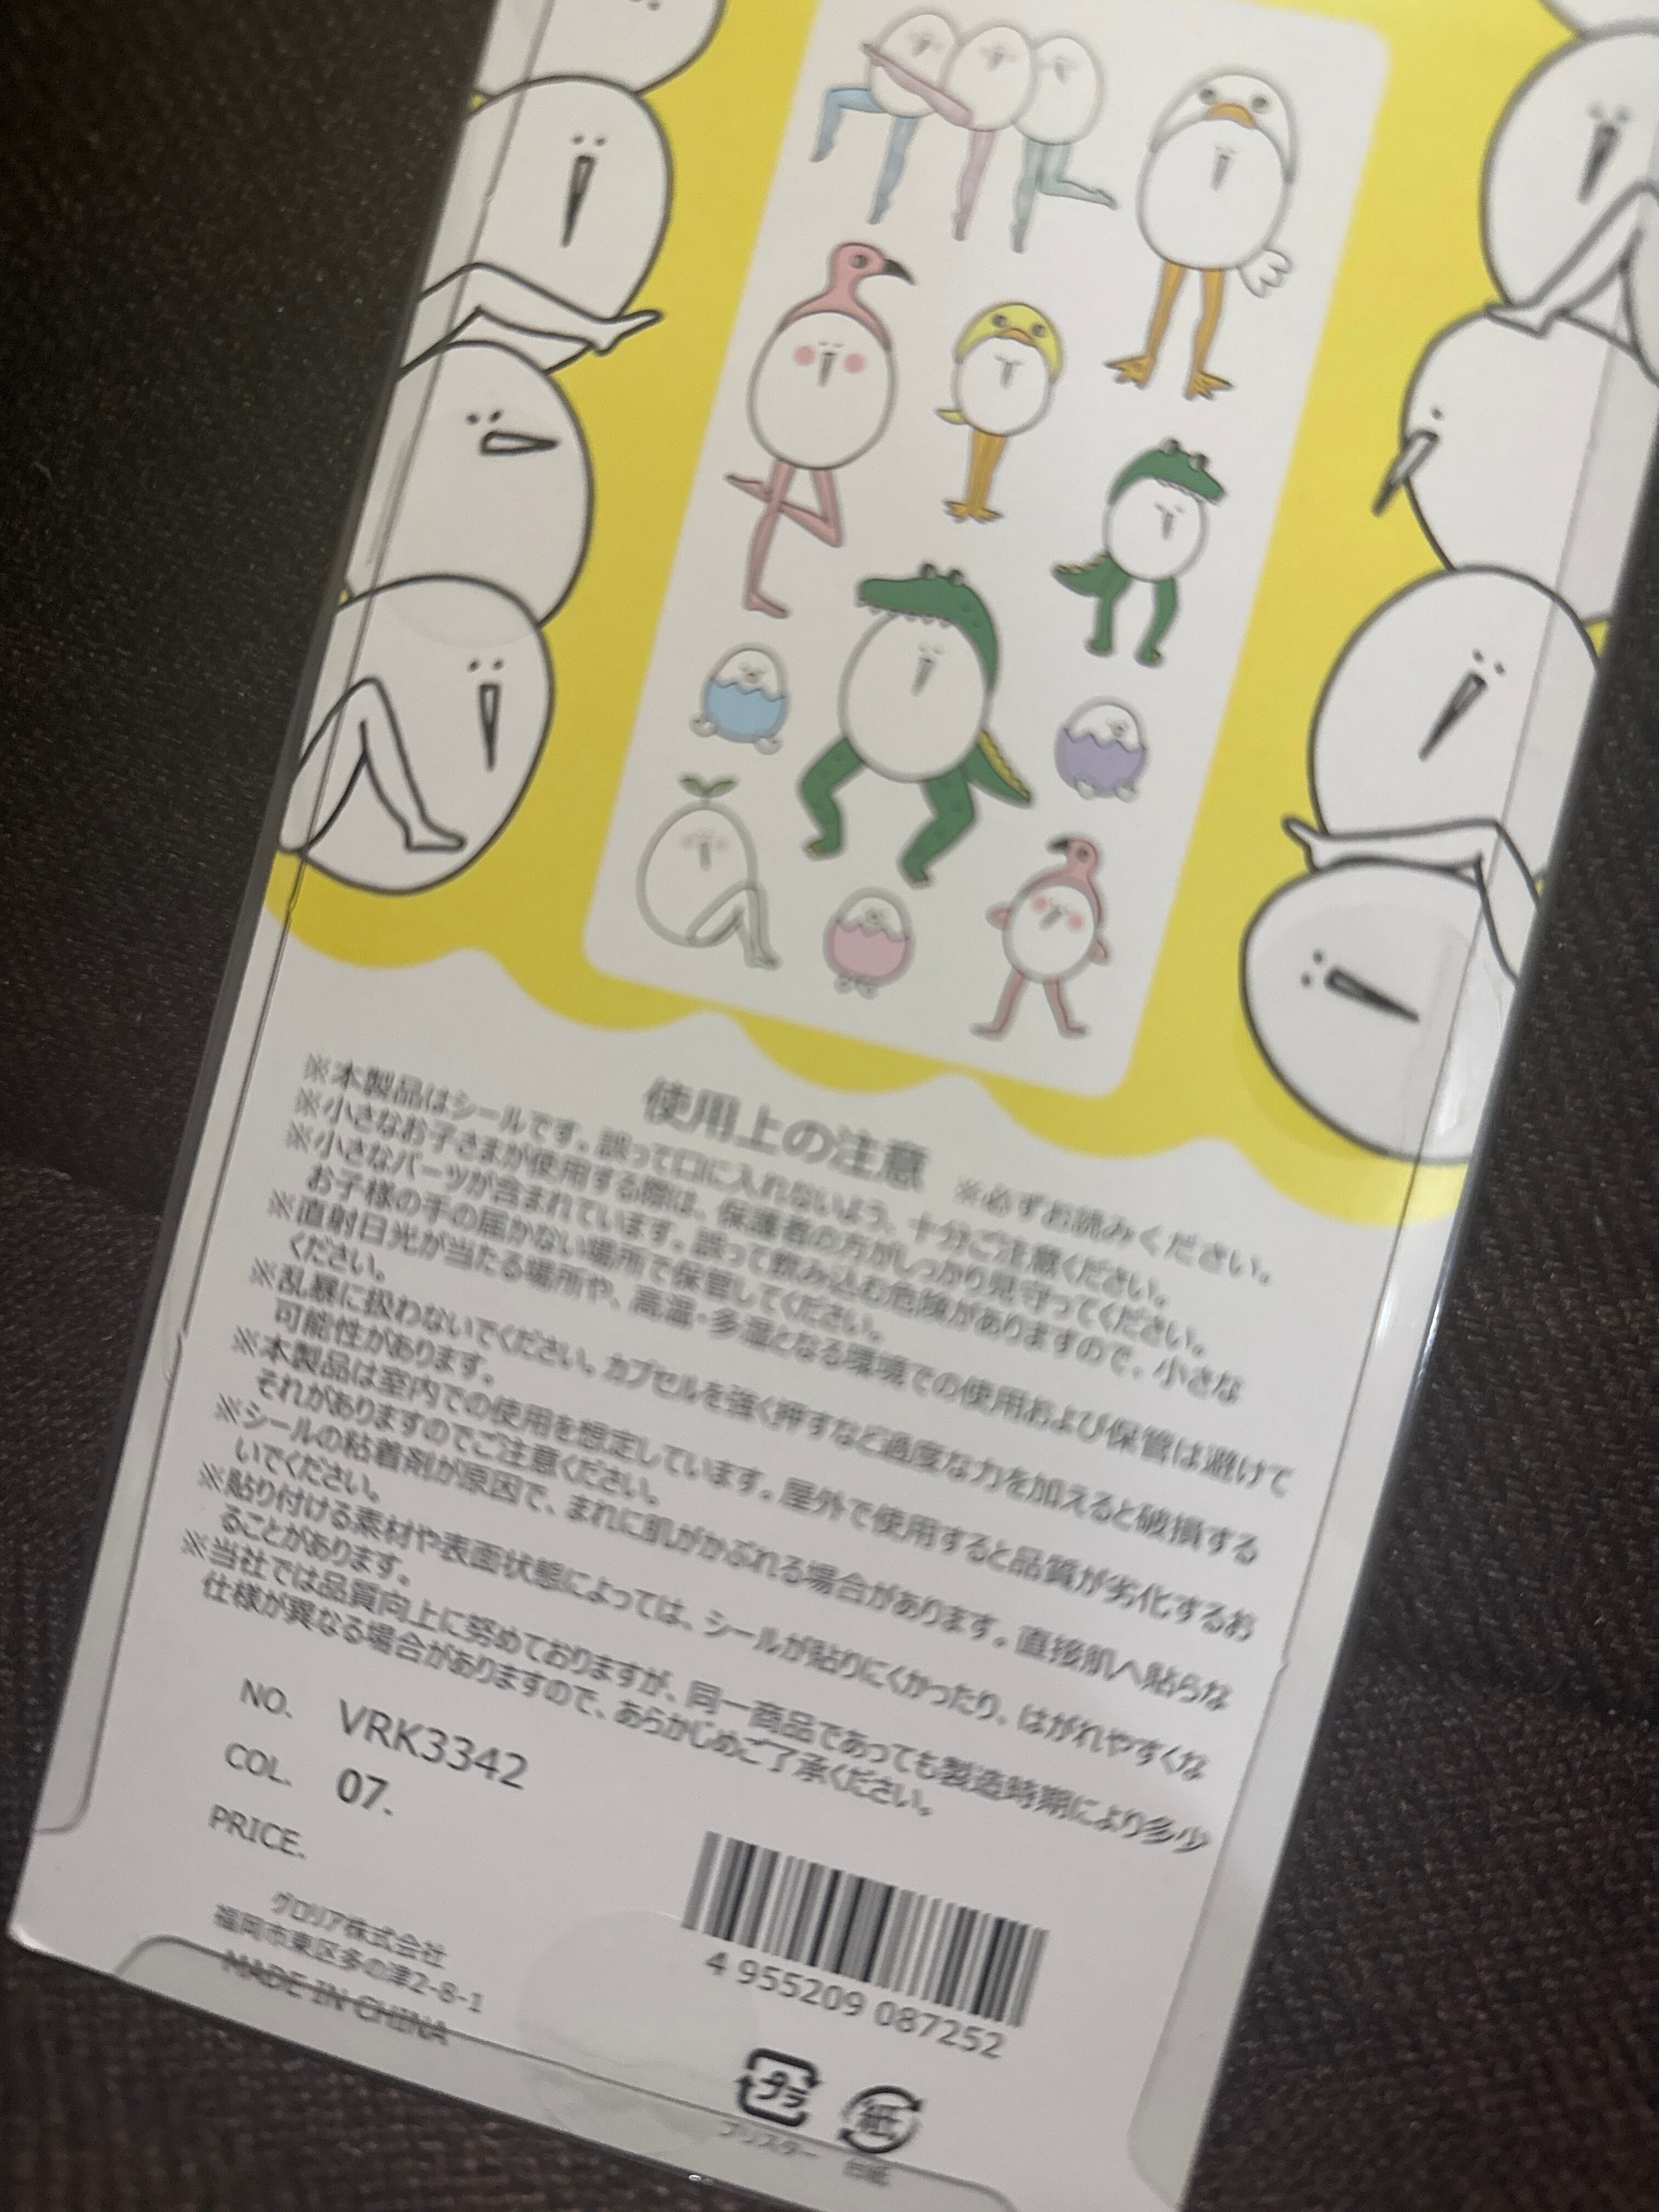 使用上の注意 ※必ずお読みください。
※本製品はシールです。誤って口に入れないよう、十分ご注意ください。
※小さなお子さまが使用する際は、保護者の方がしっかり見守ってください。
※小さなパーツが含まれています。誤って飲み込む危険がありますので、小さな
お子様の手の届かない場所で保管してください。
※直射日光が当たる場所や、高温・多湿となる環境での使用および保管は避けて
ください。
※乱暴に扱わないでください。カプセルを強く押すなど過度な力を加えると破損する
可能性があります。
※本製品は室内での使用を想定しています。屋外で使用すると品質が劣化するお
それがありますのでご注意ください。
※シールの粘着剤が原因で、まれに肌がかぶれる場合があります。直接肌へ貼らな
いでください。
※貼り付ける素材や表面状態によっては、シールが貼りにくかったり、はがれやすくな
ることがあります。
※当社では品質向上に努めておりますが、同一商品であっても製造時期により多少
仕様が異なる場合がありますので、あらかじめご了承ください。
NO. VRK3342
COL. 07.
PRICE.
グロリア株式会社
福岡市東区多の津2-8-1
MADE IN CHINA
4 955209 087252
プラ
紙
ブリスター
台紙